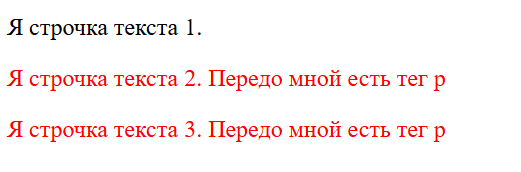 Я строчка текста 1.
Я строчка текста 2. Передо мной есть тег p
Я строчка текста 3. Передо мной есть тег p